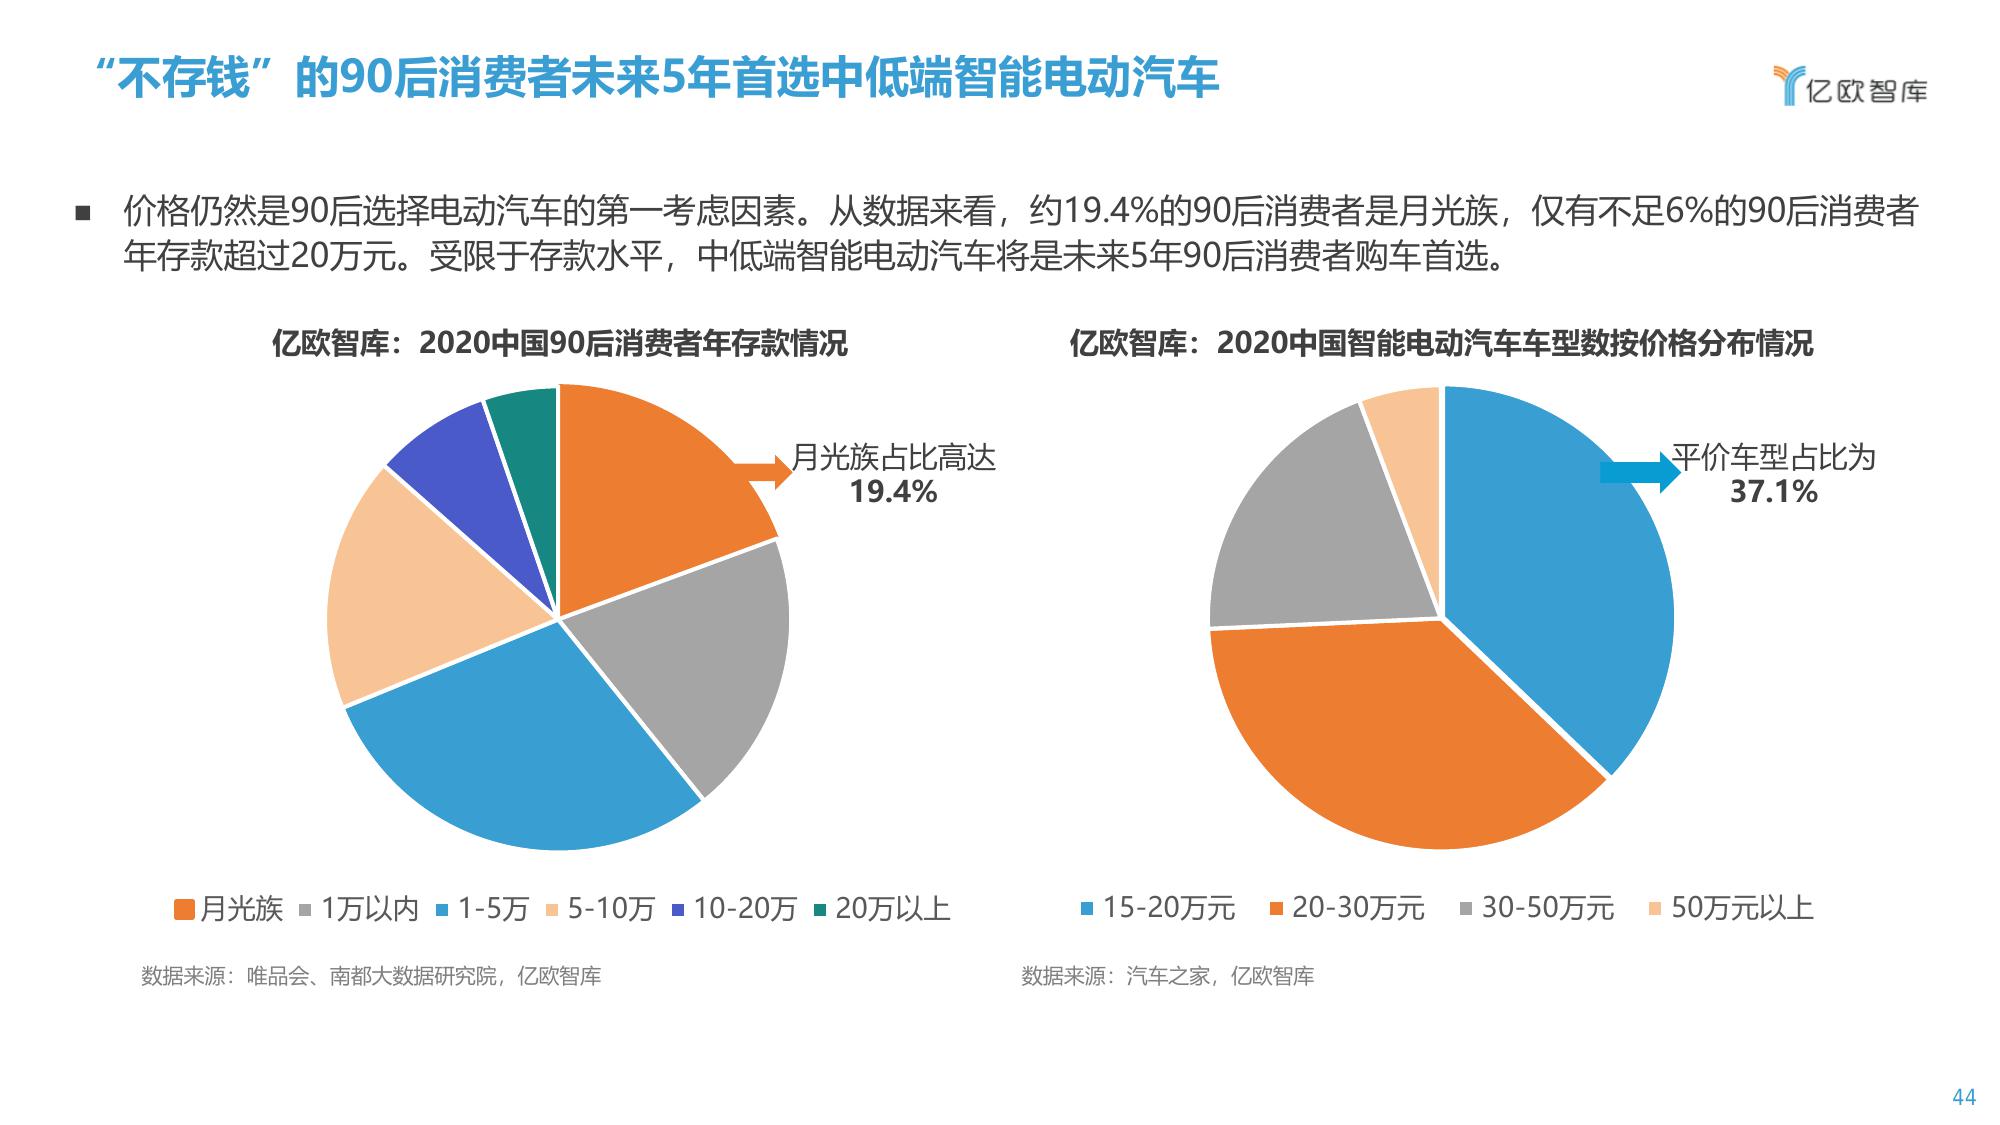 “不存钱”的90后消费者未来5年首选中低端智能电动汽车
亿欧智库
■ 价格仍然是90后选择电动汽车的第一考虑因素。从数据来看，约19.4%的90后消费者是月光族，仅有不足6%的90后消费者
年存款超过20万元。受限于存款水平，中低端智能电动汽车将是未来5年90后消费者购车首选。
亿欧智库：2020中国90后消费者年存款情况
月光族占比高达
19.4%
月光族 1万以内 1-5万 5-10万 10-20万 20万以上
数据来源：唯品会、南都大数据研究院，亿欧智库
亿欧智库：2020中国智能电动汽车车型数按价格分布情况
平价车型占比为
37.1%
15-20万元 20-30万元 30-50万元 50万元以上
数据来源：汽车之家，亿欧智库
44